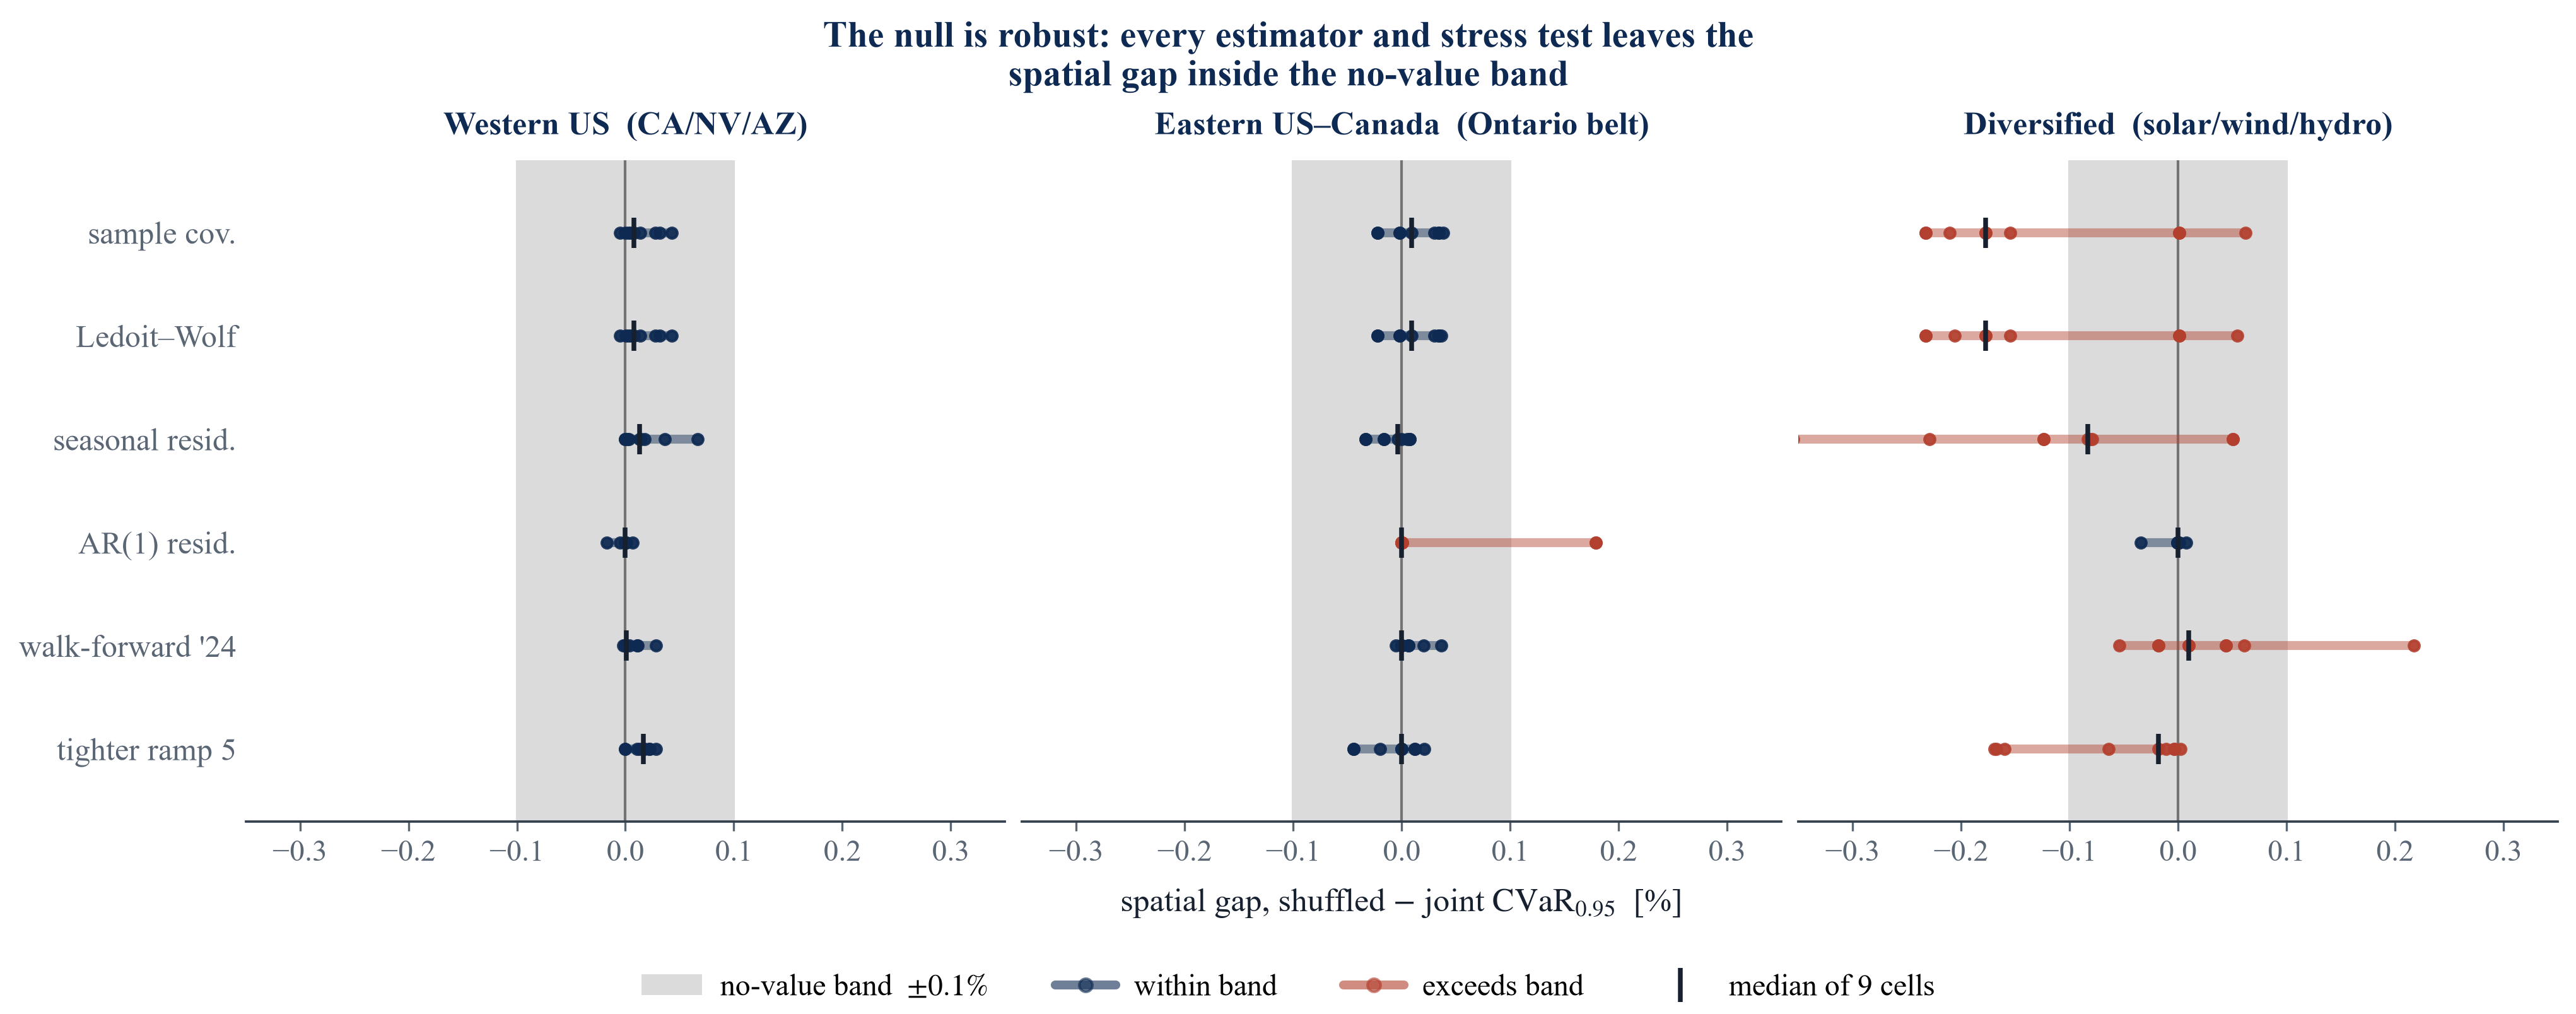 The null is robust: every estimator and stress test leaves the
spatial gap inside the no-value band
Western US (CA/NV/AZ)
Eastern US–Canada (Ontario belt)
Diversified (solar/wind/hydro)
sample cov.
Ledoit–Wolf
seasonal resid.
AR(1) resid.
walk-forward '24
tighter ramp 5
−0.3 −0.2 −0.1 0.0 0.1 0.2 0.3
−0.3 −0.2 −0.1 0.0 0.1 0.2 0.3
−0.3 −0.2 −0.1 0.0 0.1 0.2 0.3
spatial gap, shuffled − joint CVaR0.95 [%]
no-value band ±0.1%
within band
exceeds band
median of 9 cells